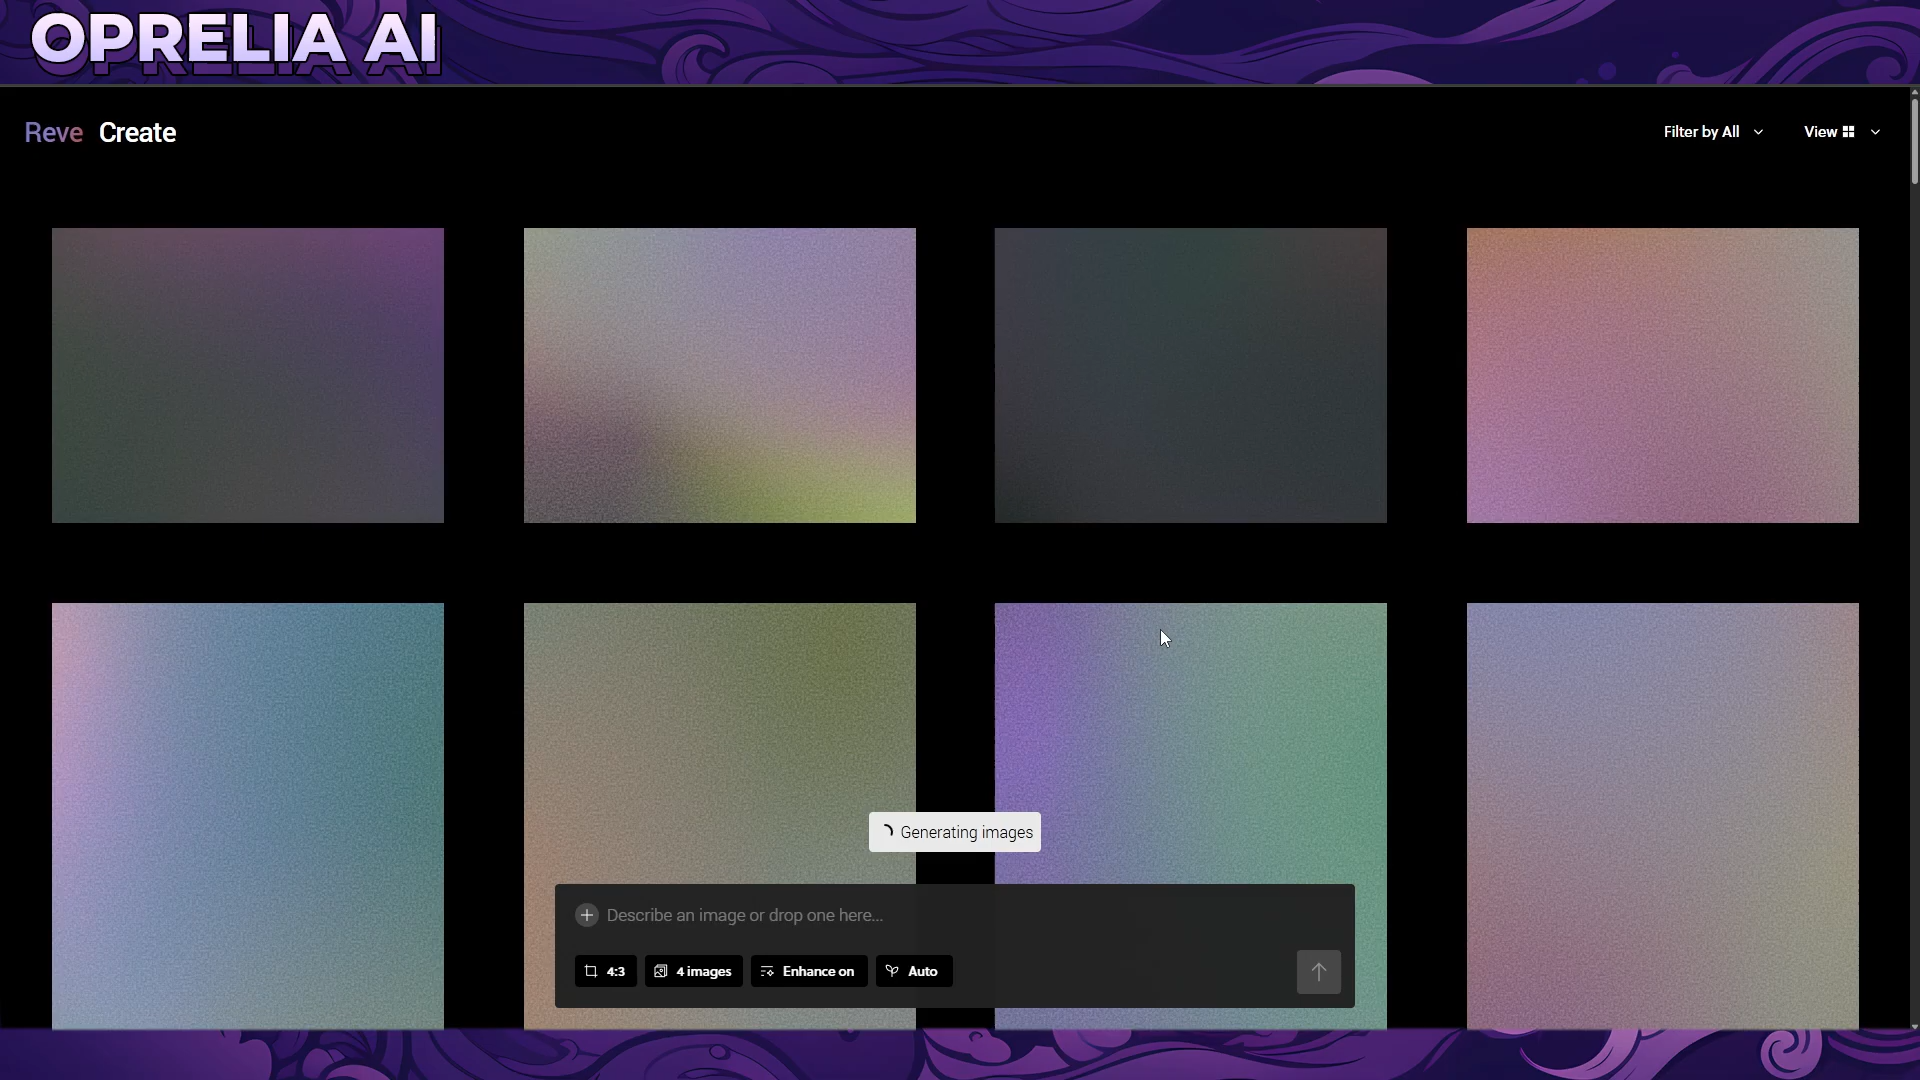 OPRELIA AI
Reve Create
Filter by All
View
Generating images
Describe an image or drop one here...
4:3
4 images
Enhance on
Auto